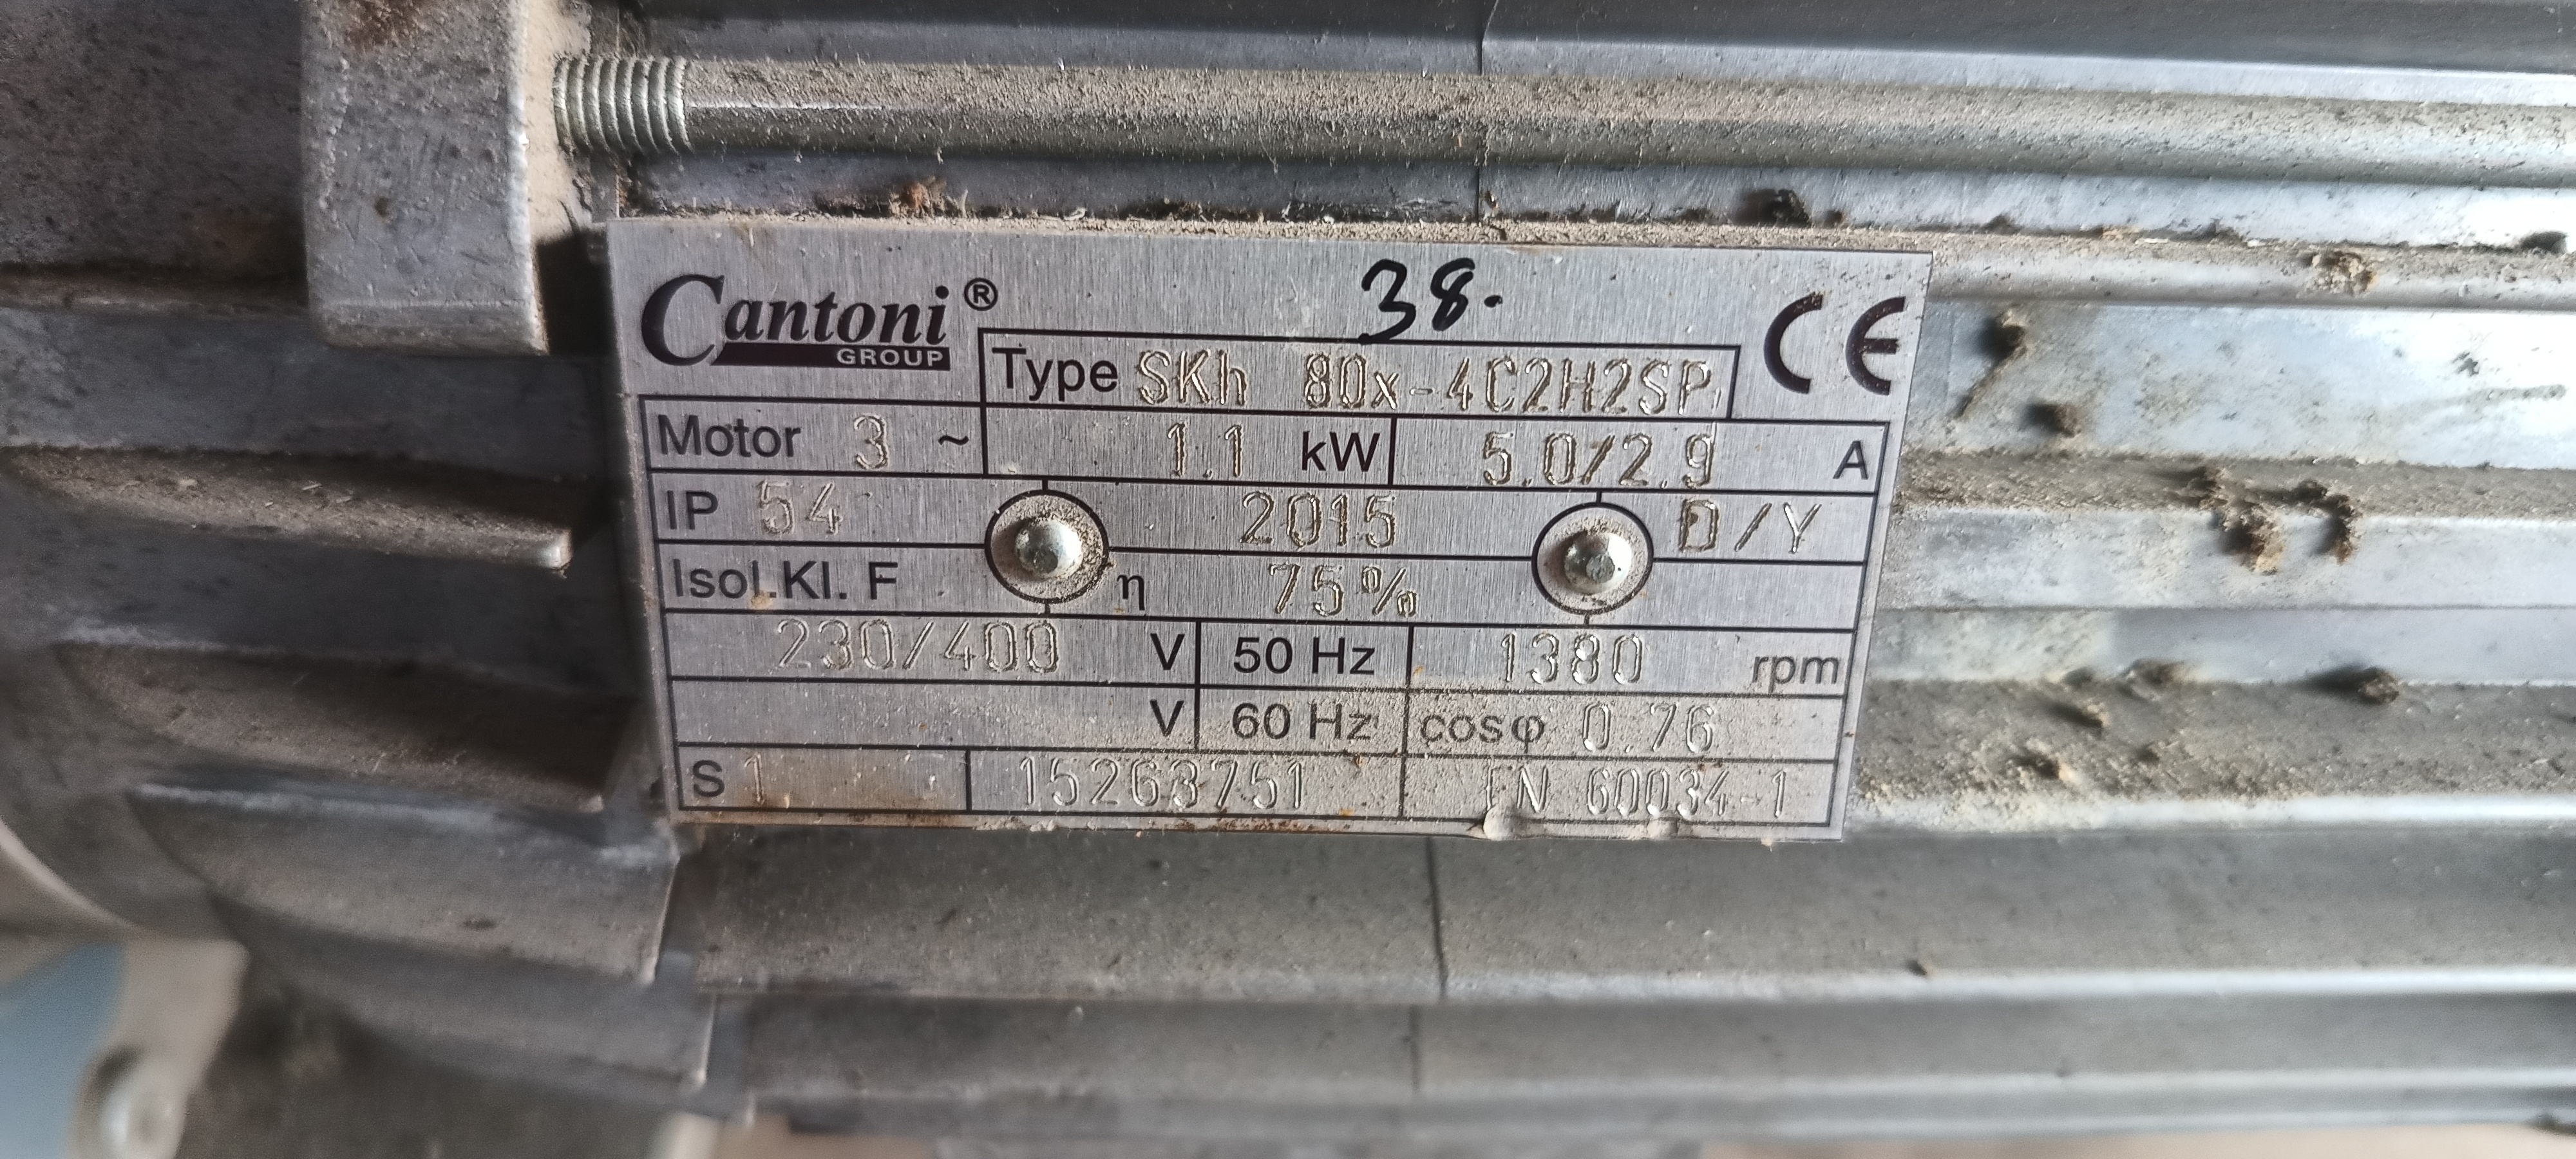 38.
Cantoni®
GROUP
CE
Type SKh 80x-4C2H2SP
Motor 3 ~ 1.1 kW 5.0/2.9 A
IP 54 2015 D/Y
Isol.Kl. F η 75%
230/400 V 50 Hz 1380 rpm
V 60 Hz cosφ 0.76
S 1 15263751 EN 60034-1